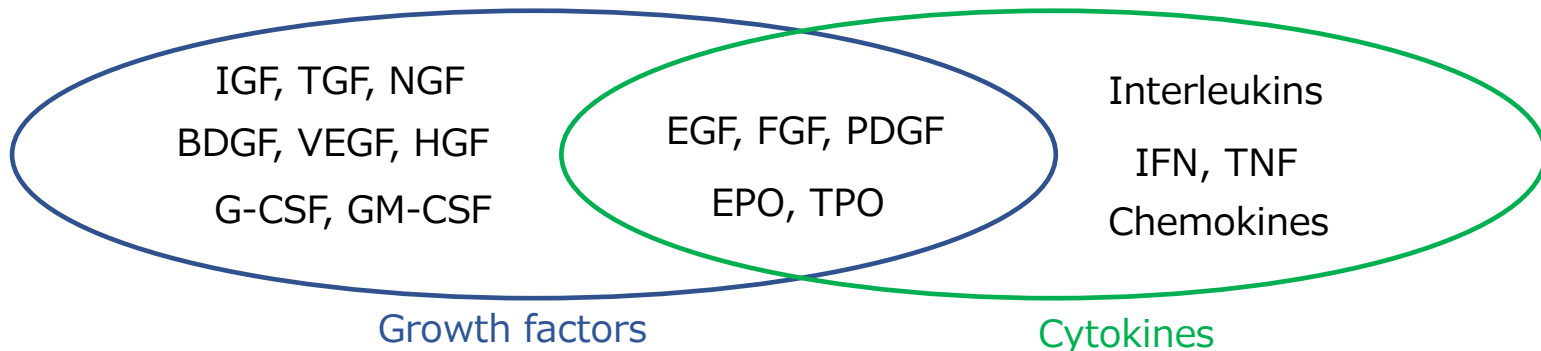 IGF, TGF, NGF
BDGF, VEGF, HGF
G-CSF, GM-CSF
EGF, FGF, PDGF
EPO, TPO
Interleukins
IFN, TNF
Chemokines
Growth factors
Cytokines